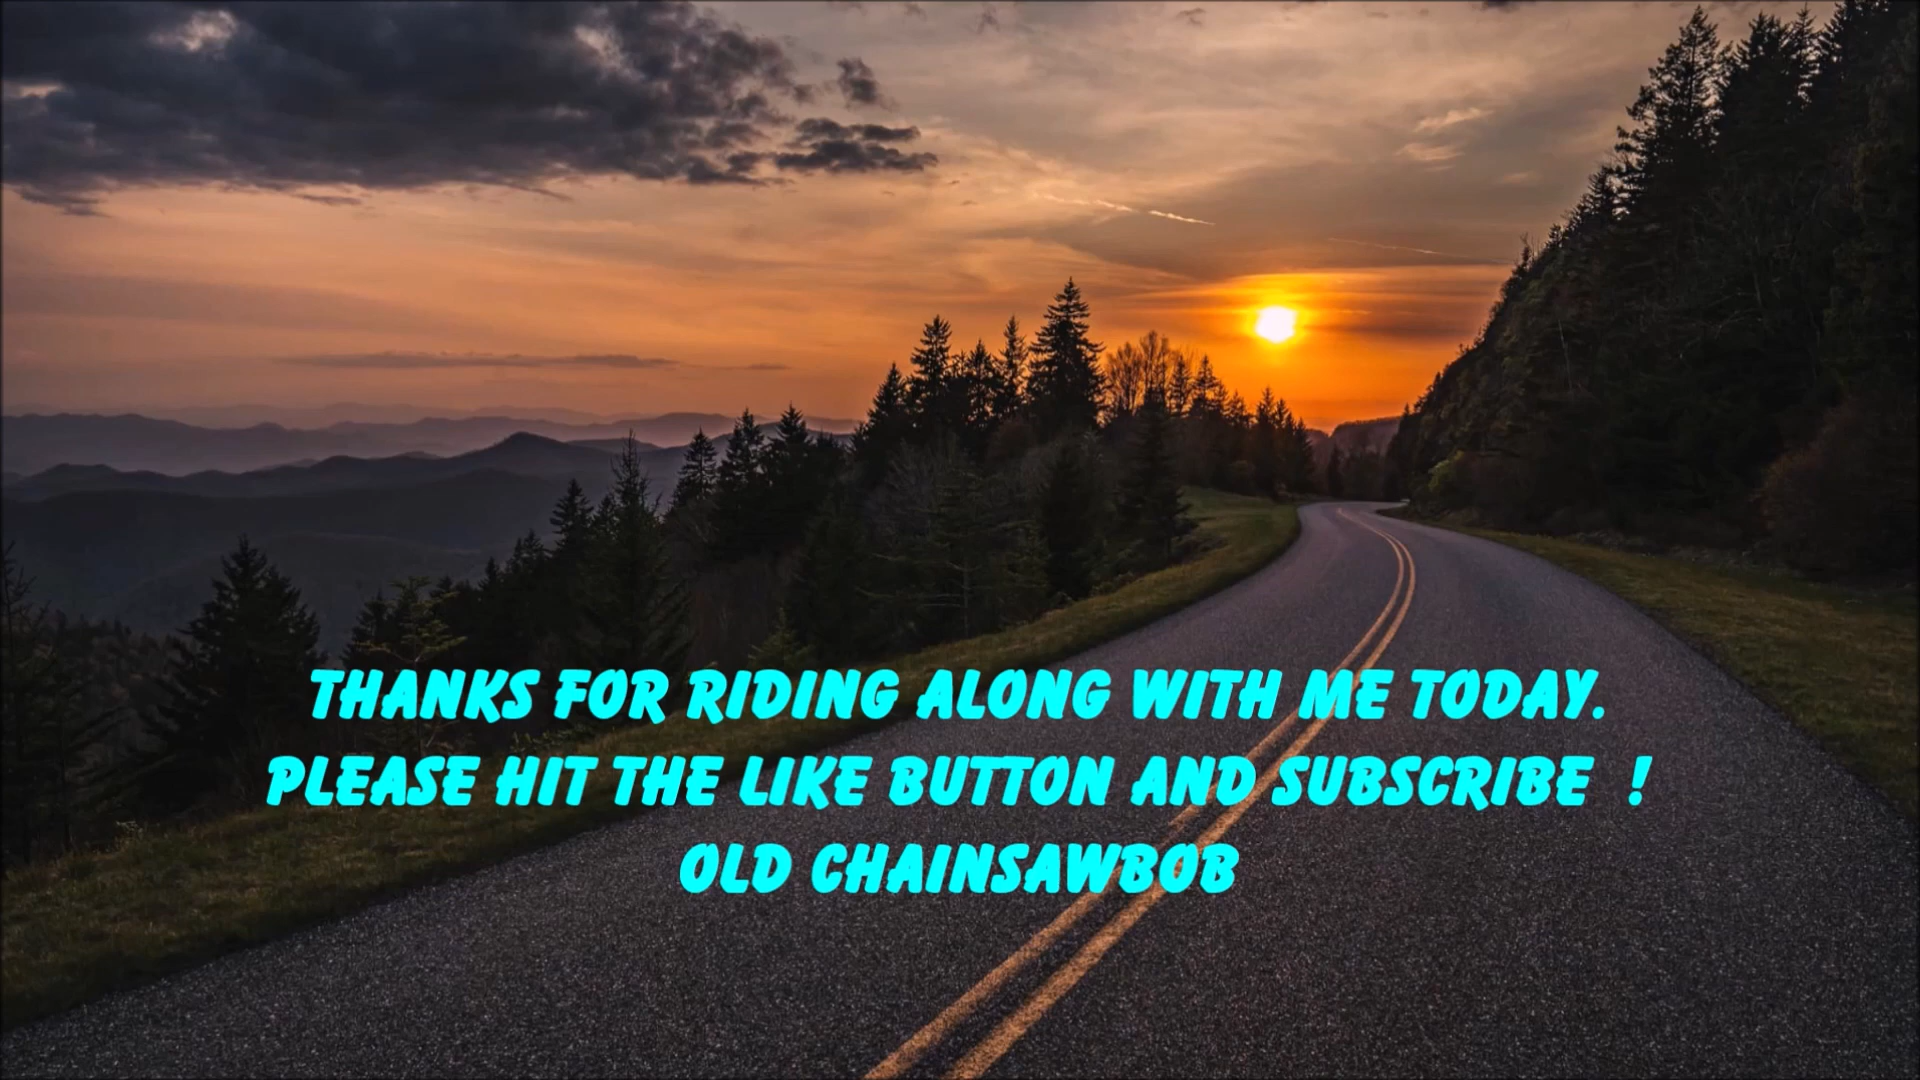 THANKS FOR RIDING ALONG WITH ME TODAY.
PLEASE HIT THE LIKE BUTTON AND SUBSCRIBE  !
OLD CHAINSAWBOB